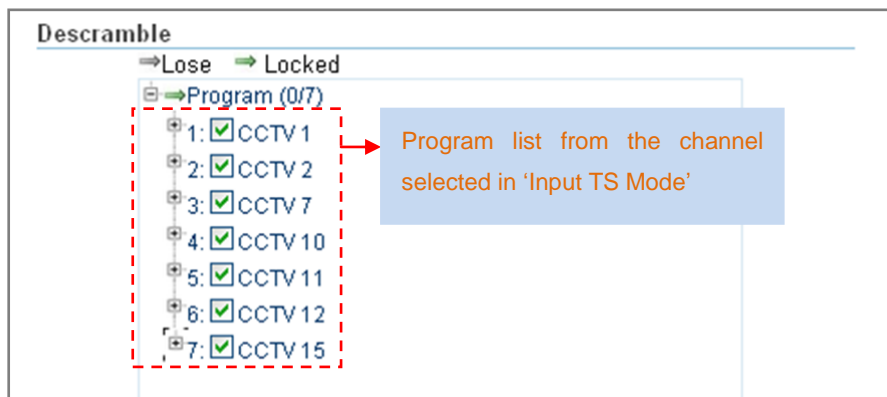 Descramble
⇒Lose ⇒ Locked
⇒Program (0/7)
1: CCTV 1
2: CCTV 2
3: CCTV 7
4: CCTV 10
5: CCTV 11
6: CCTV 12
7: CCTV 15
Program list from the channel
selected in ‘Input TS Mode’